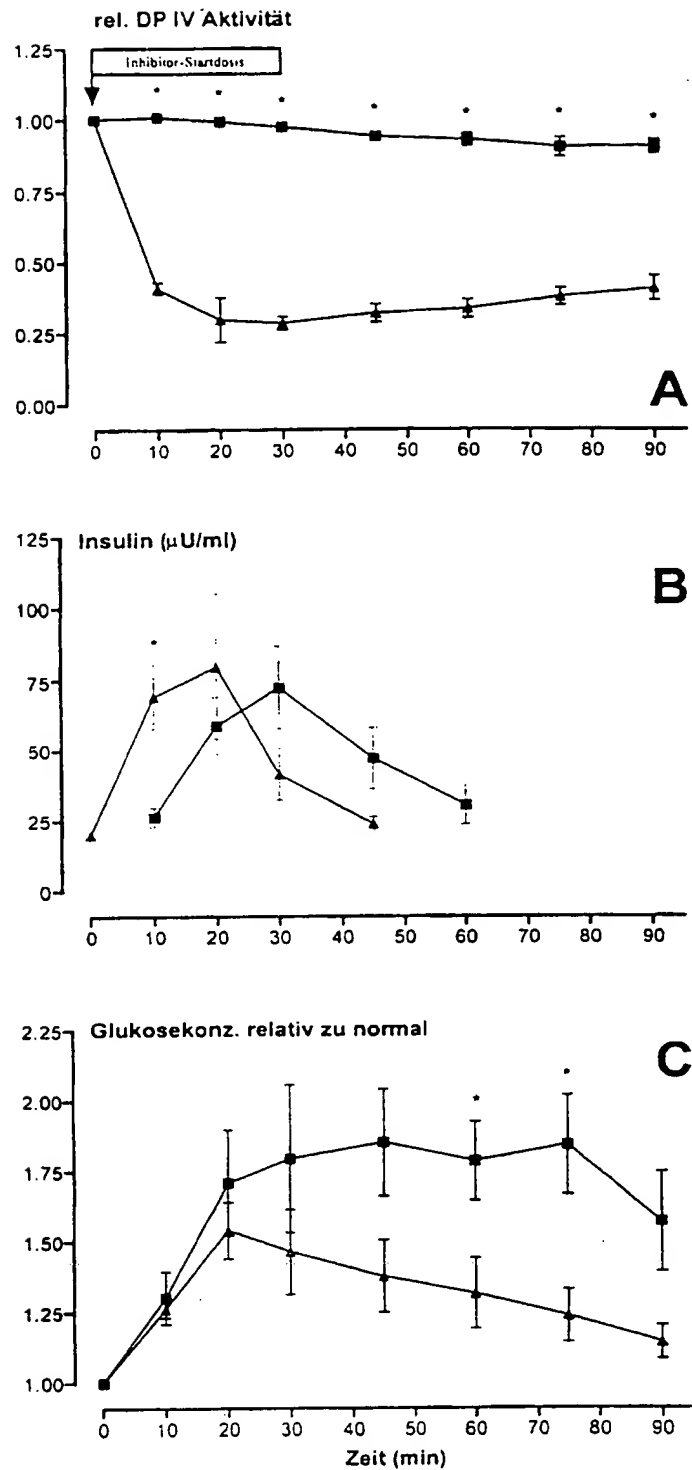 rel. DP IV Aktivität
1.25
Inhibitor-Startdosis
* * * * * * *
1.00
0.75
0.50
0.25
0.00
A
0 10 20 30 40 50 60 70 80 90
125
Insulin (µU/ml)
B
100
*
75
50
25
0
0 10 20 30 40 50 60 70 80 90
2.25
Glukosekonz. relativ zu normal
C
* *
2.00
1.75
1.50
1.25
1.00
0 10 20 30 40 50 60 70 80 90
Zeit (min)